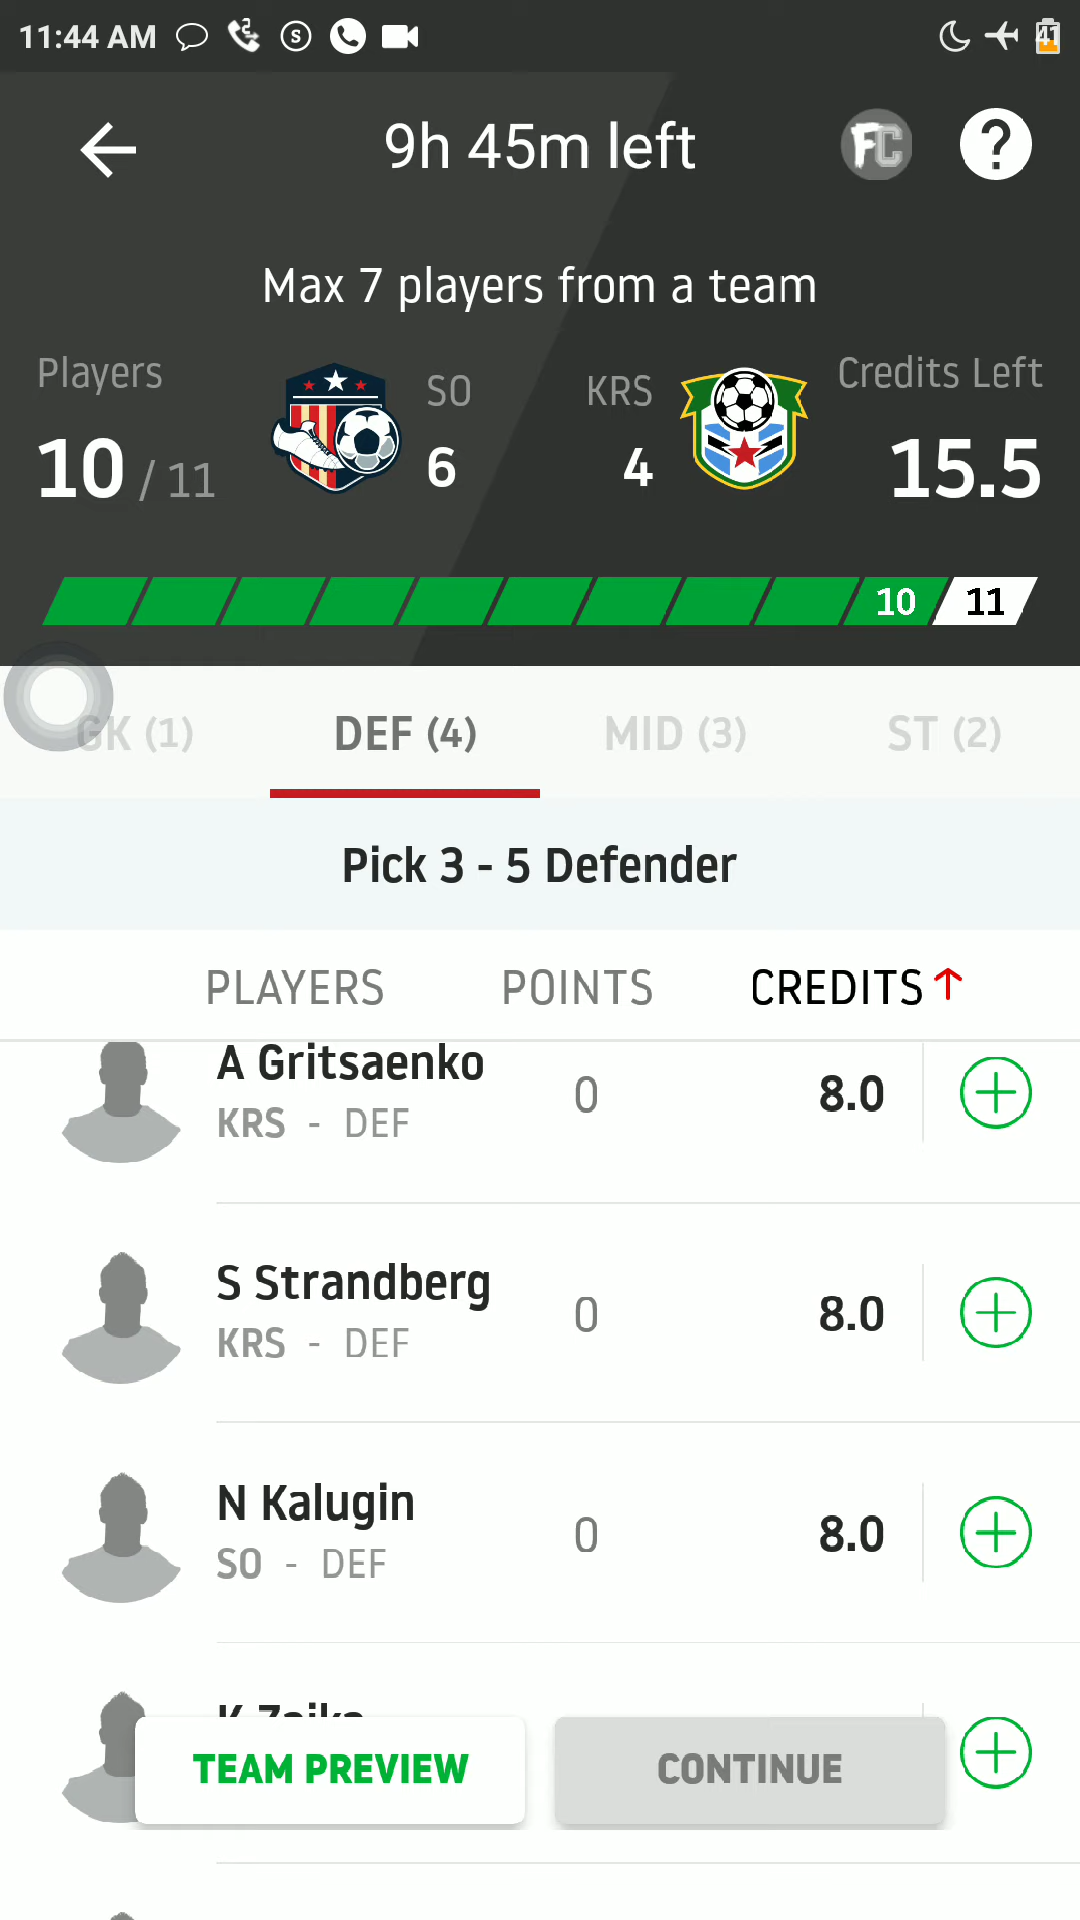 11:44 AM
41
9h 45m left
FC
?
Max 7 players from a team
Players
SO
KRS
Credits Left
10 / 11
6
4
15.5
10
11
GK (1)
DEF (4)
MID (3)
ST (2)
Pick 3 - 5 Defender
PLAYERS
POINTS
CREDITS
A Gritsaenko
KRS - DEF
0
8.0
S Strandberg
KRS - DEF
0
8.0
N Kalugin
SO - DEF
0
8.0
TEAM PREVIEW
CONTINUE